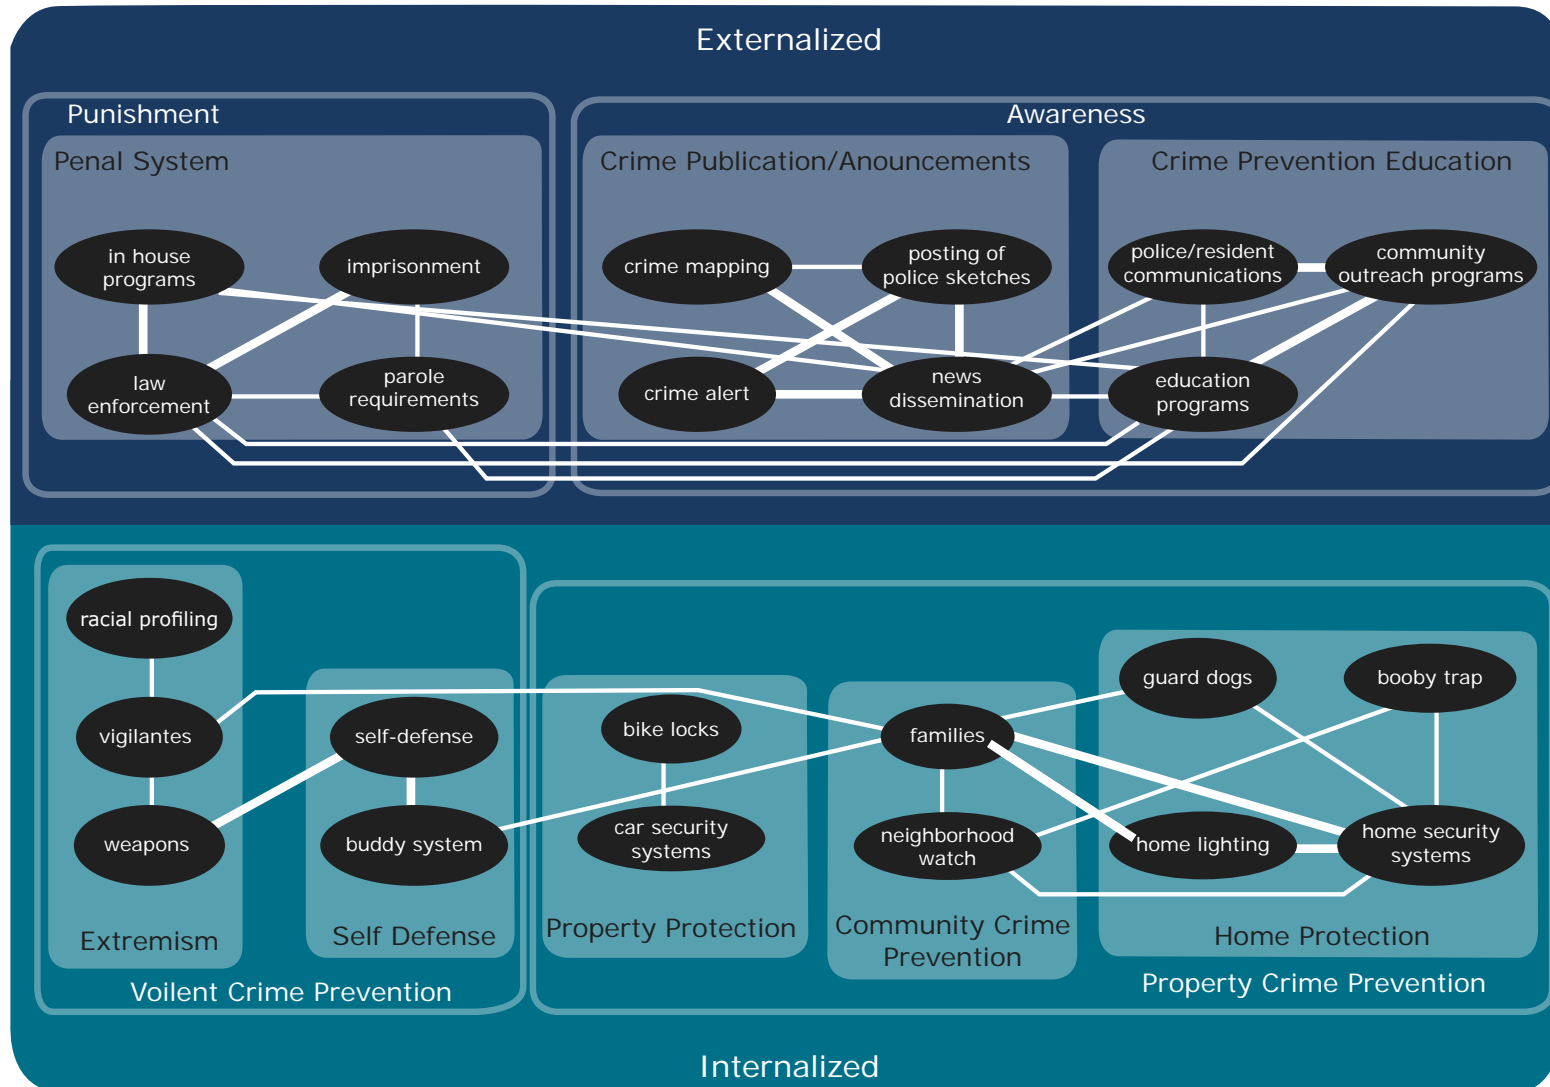 Externalized
Punishment
Awareness
Penal System
Crime Publication/Anouncements
Crime Prevention Education
in house
programs
imprisonment
crime mapping
posting of
police sketches
police/resident
communications
community
outreach programs
law
enforcement
parole
requirements
crime alert
news
dissemination
education
programs
racial profiling
vigilantes
weapons
Extremism
self-defense
buddy system
Self Defense
Voilent Crime Prevention
bike locks
car security
systems
Property Protection
families
neighborhood
watch
Community Crime
Prevention
guard dogs
booby trap
home lighting
home security
systems
Home Protection
Property Crime Prevention
Internalized